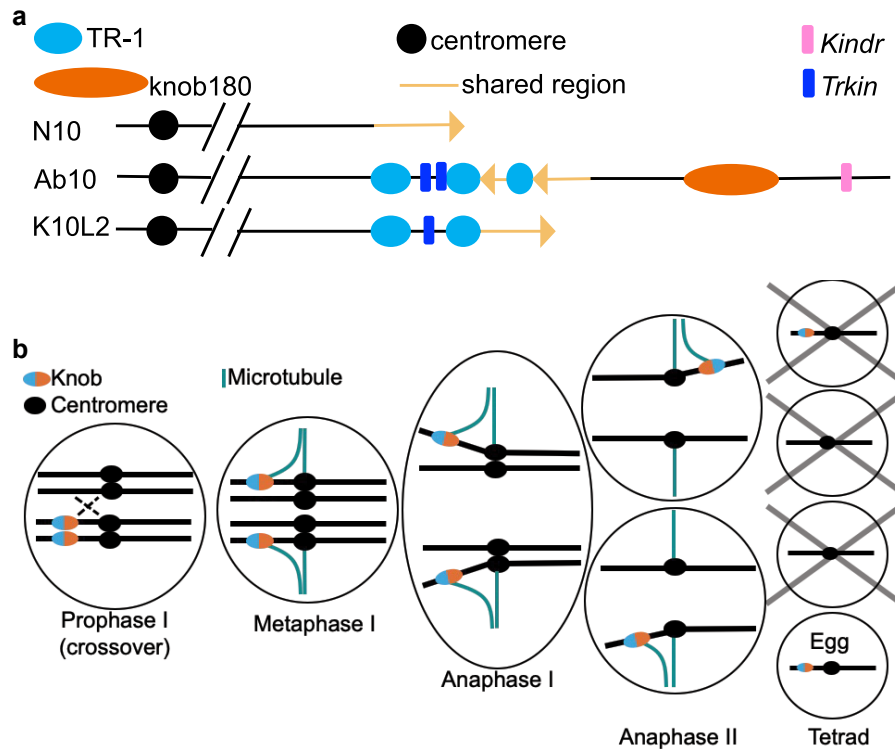 a
TR-1
centromere
Kindr
knob180
shared region
Trkin
N10
Ab10
K10L2
b
Knob
Microtubule
Centromere
Prophase I
(crossover)
Metaphase I
Anaphase I
Anaphase II
Egg
Tetrad